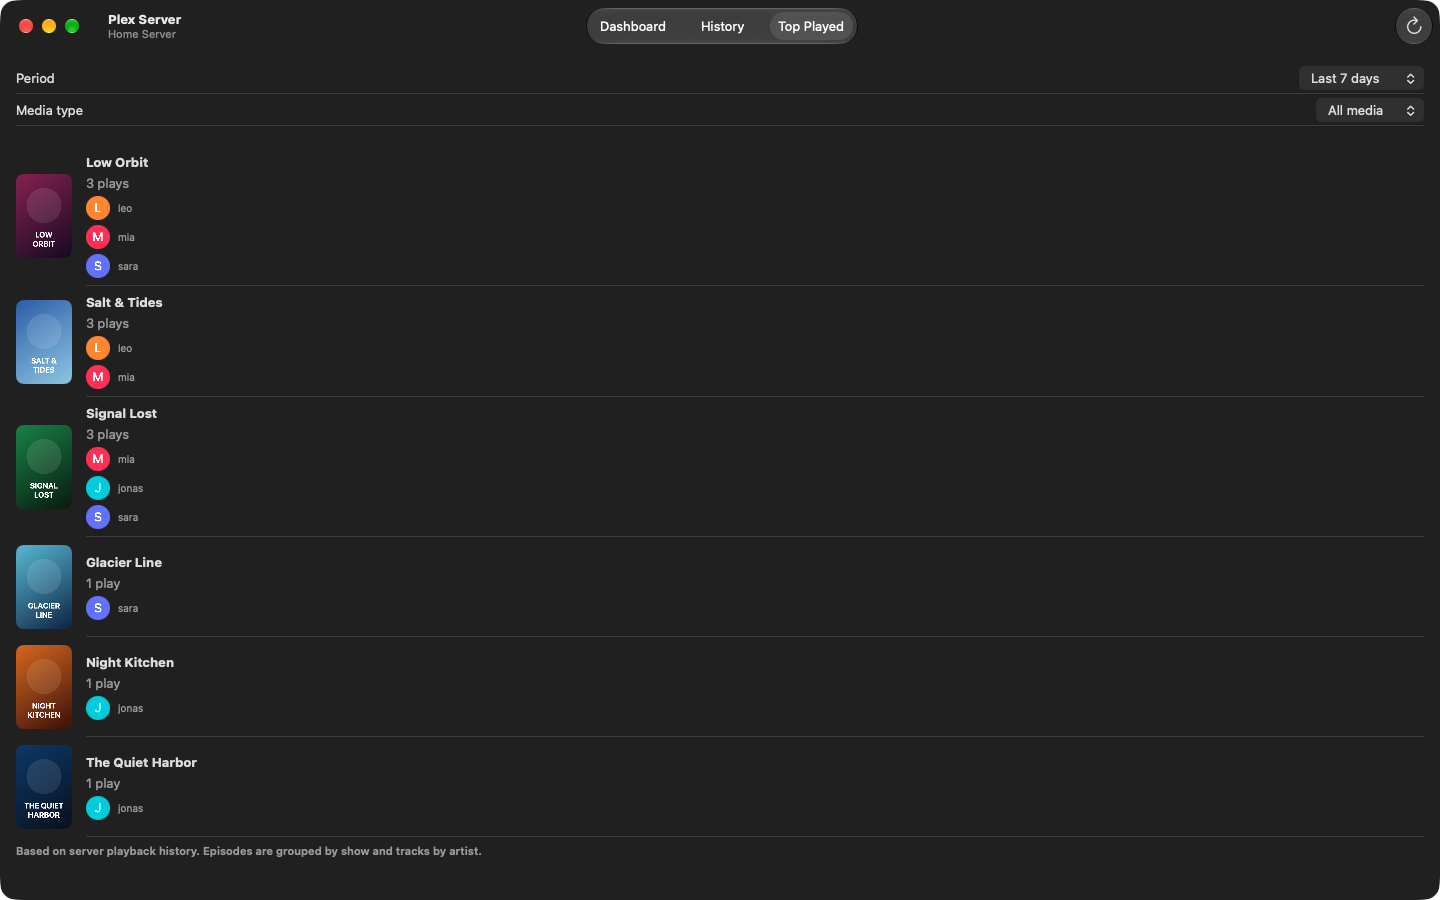 Plex Server
Home Server
Dashboard
History
Top Played
Period
Last 7 days
Media type
All media
LOW
ORBIT
Low Orbit
3 plays
L leo
M mia
S sara
SALT &
TIDES
Salt & Tides
3 plays
L leo
M mia
SIGNAL
LOST
Signal Lost
3 plays
M mia
J jonas
S sara
GLACIER
LINE
Glacier Line
1 play
S sara
NIGHT
KITCHEN
Night Kitchen
1 play
J jonas
THE QUIET
HARBOR
The Quiet Harbor
1 play
J jonas
Based on server playback history. Episodes are grouped by show and tracks by artist.